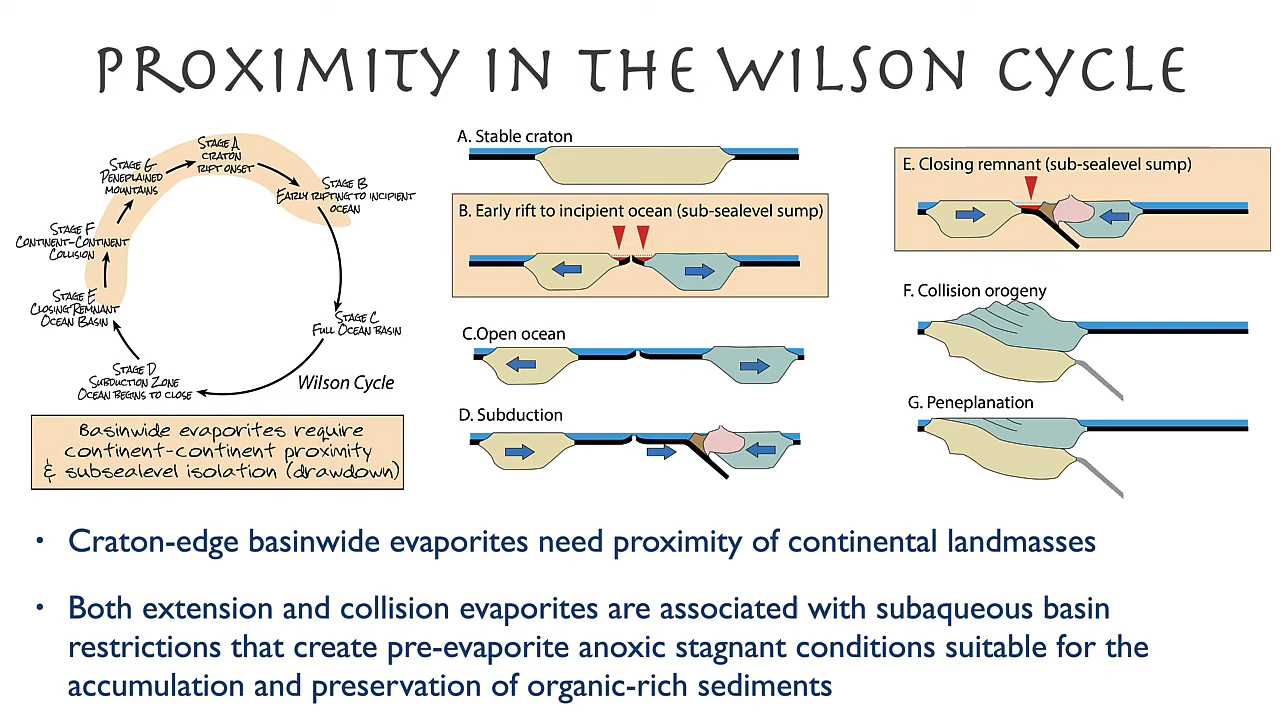 PROXIMITY IN THE WILSON CYCLE
STAGE A
CRATON
RIFT ONSET
STAGE B
EARLY RIFTING TO INCIPIENT
OCEAN
STAGE C
FULL OCEAN BASIN
STAGE D
SUBDUCTION ZONE
OCEAN BEGINS TO CLOSE
STAGE E
CLOSING REMNANT
OCEAN BASIN
STAGE F
CONTINENT-CONTINENT
COLLISION
STAGE G
PENEPLAINED
MOUNTAINS
Wilson Cycle
Basinwide evaporites require
continent-continent proximity
& subsealevel isolation (drawdown)
A. Stable craton
B. Early rift to incipient ocean (sub-sealevel sump)
C.Open ocean
D. Subduction
E. Closing remnant (sub-sealevel sump)
F. Collision orogeny
G. Peneplanation
• Craton-edge basinwide evaporites need proximity of continental landmasses
• Both extension and collision evaporites are associated with subaqueous basin
restrictions that create pre-evaporite anoxic stagnant conditions suitable for the
accumulation and preservation of organic-rich sediments